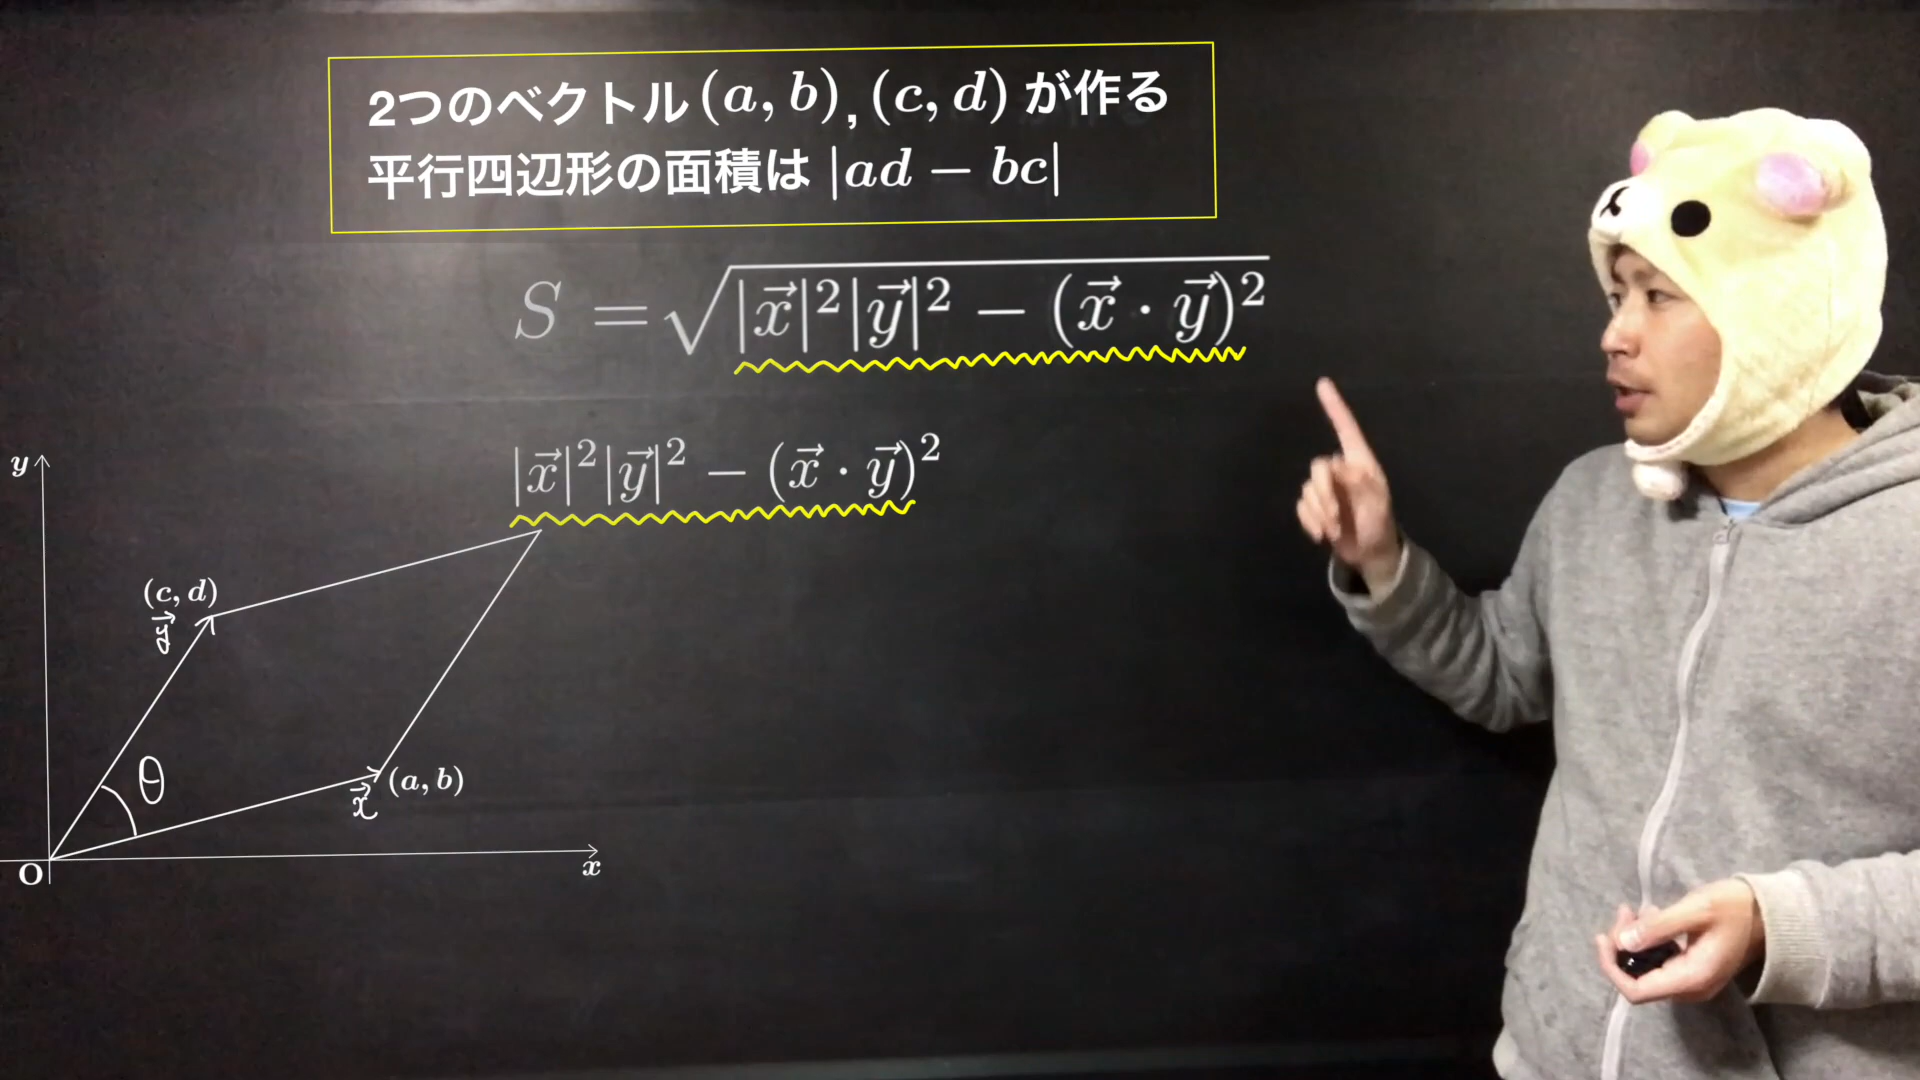 2つのベクトル(a, b), (c, d) が作る
平行四辺形の面積は |ad − bc|
S = √(|x⃗|²|y⃗|² − (x⃗ · y⃗)²)
|x⃗|²|y⃗|² − (x⃗ · y⃗)²
y
(c, d)
y⃗
θ
(a, b)
x⃗
O
x